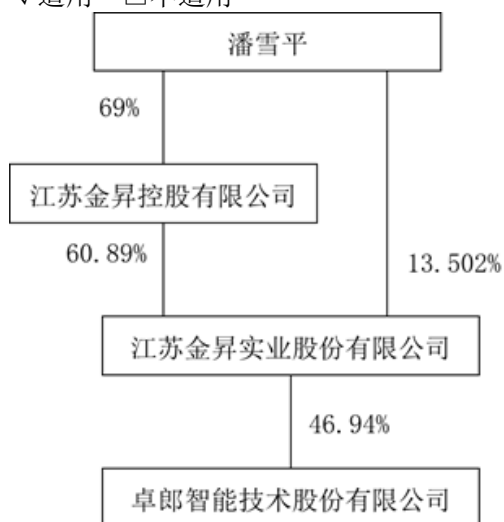 潘雪平
69%
江苏金昇控股有限公司
60.89%
13.502%
江苏金昇实业股份有限公司
46.94%
卓郎智能技术股份有限公司